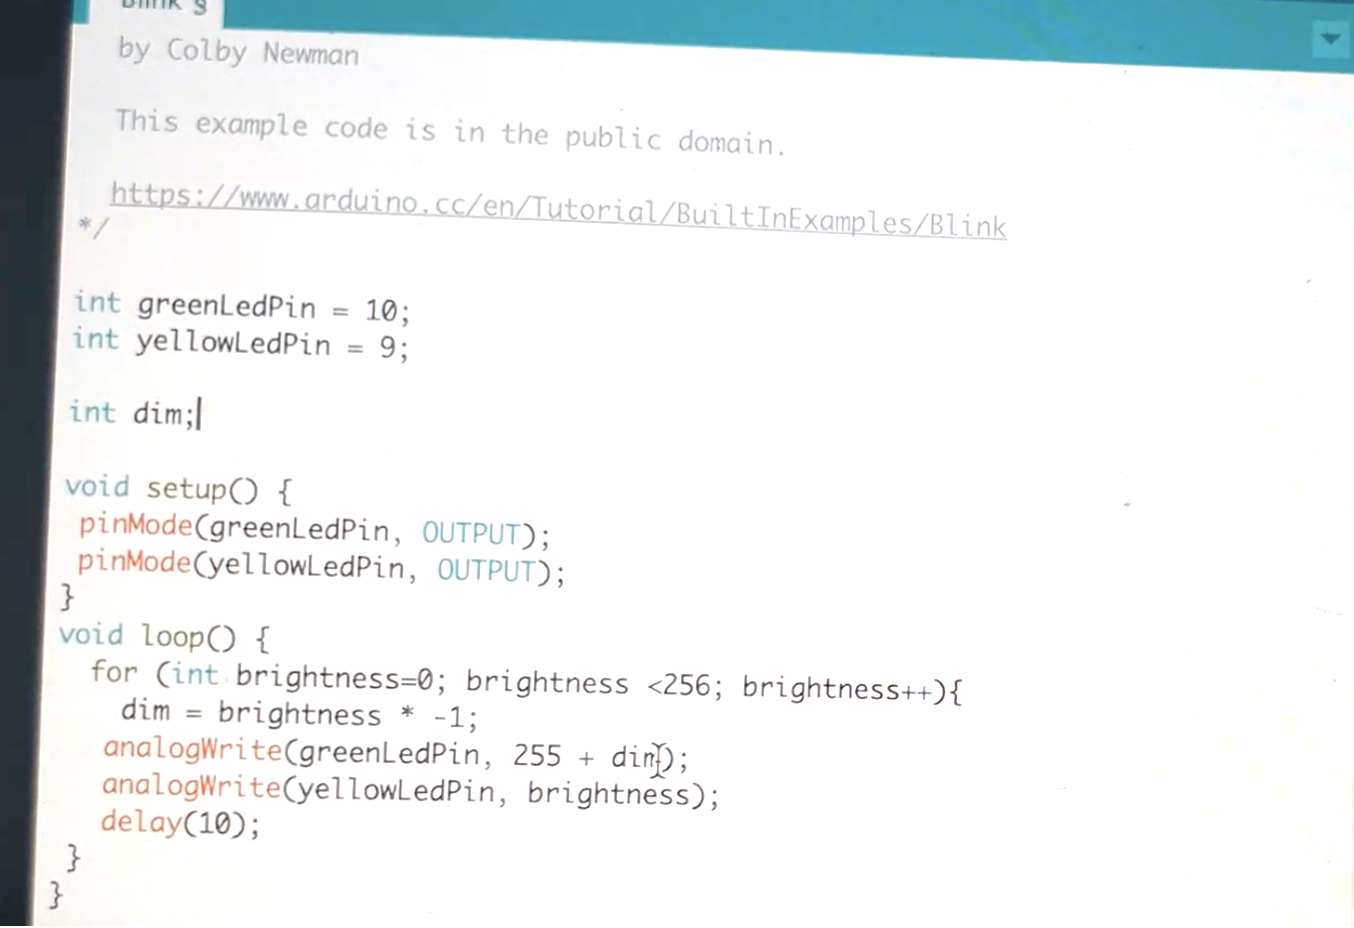 Blink §
by Colby Newman
This example code is in the public domain.
https://www.arduino.cc/en/Tutorial/BuiltInExamples/Blink
*/
int greenLedPin = 10;
int yellowLedPin = 9;
int dim;
void setup() {
pinMode(greenLedPin, OUTPUT);
pinMode(yellowLedPin, OUTPUT);
}
void loop() {
for (int brightness=0; brightness <256; brightness++){
dim = brightness * -1;
analogWrite(greenLedPin, 255 + dim);
analogWrite(yellowLedPin, brightness);
delay(10);
}
}